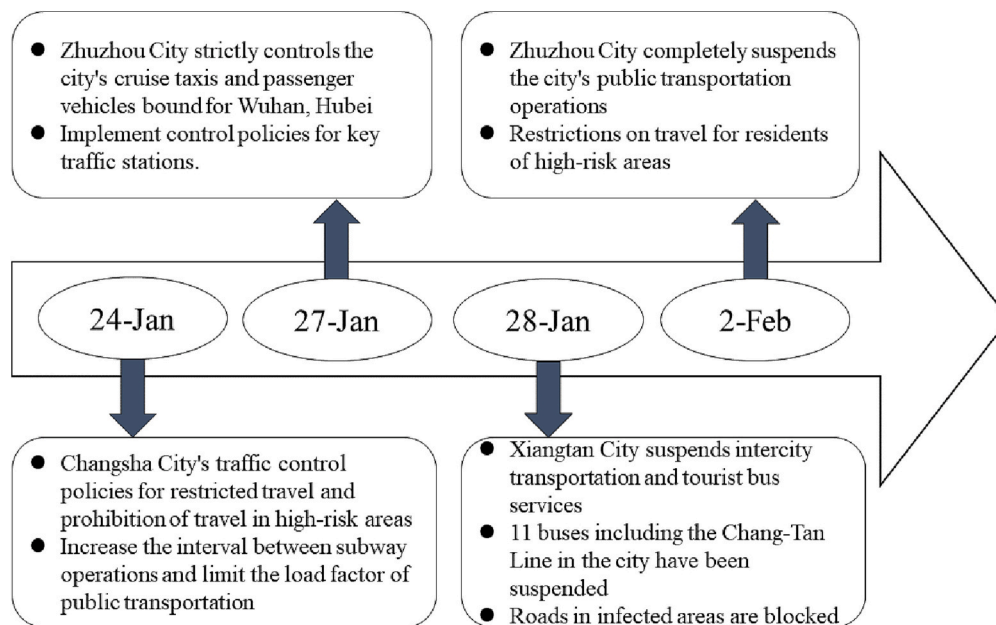 ● Zhuzhou City strictly controls the
city's cruise taxis and passenger
vehicles bound for Wuhan, Hubei
● Implement control policies for key
traffic stations.
● Zhuzhou City completely suspends
the city's public transportation
operations
● Restrictions on travel for residents
of high-risk areas
24-Jan
27-Jan
28-Jan
2-Feb
● Changsha City's traffic control
policies for restricted travel and
prohibition of travel in high-risk areas
● Increase the interval between subway
operations and limit the load factor of
public transportation
● Xiangtan City suspends intercity
transportation and tourist bus
services
● 11 buses including the Chang-Tan
Line in the city have been
suspended
● Roads in infected areas are blocked